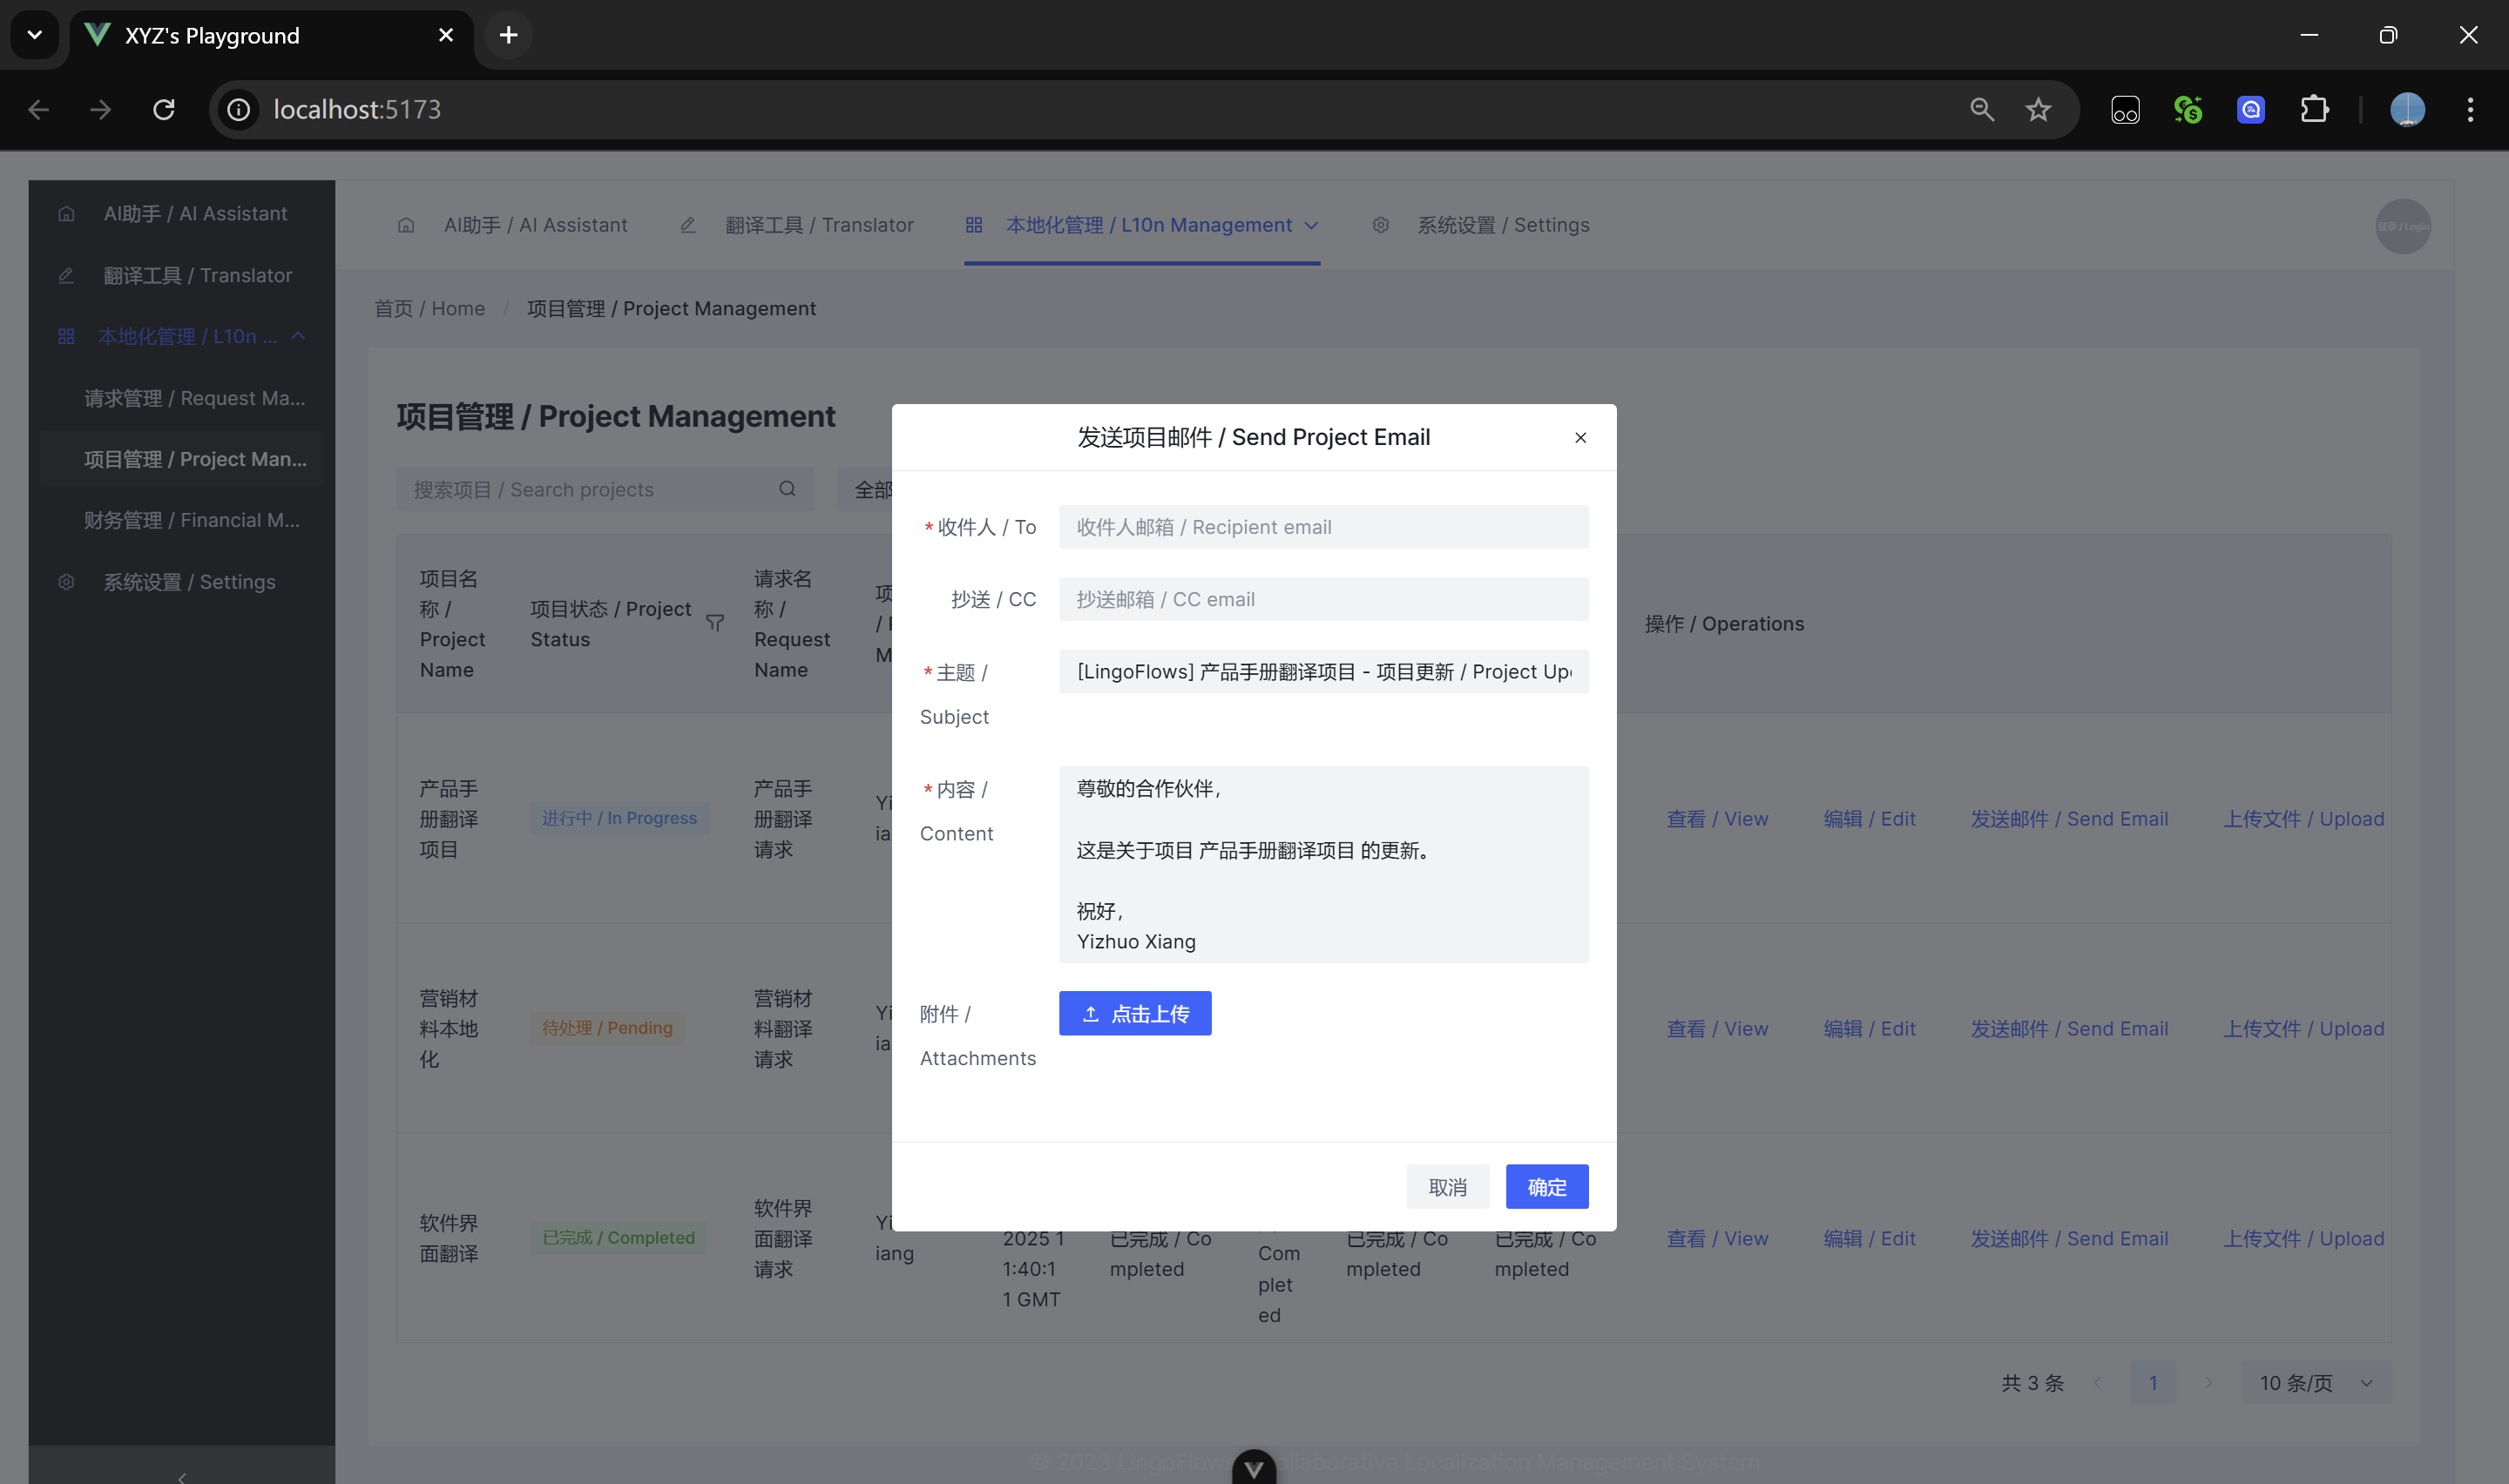 XYZ's Playground
localhost:5173
AI助手 / AI Assistant
翻译工具 / Translator
本地化管理 / L10n ...
请求管理 / Request Ma...
项目管理 / Project Man...
财务管理 / Financial M...
系统设置 / Settings
AI助手 / AI Assistant
翻译工具 / Translator
本地化管理 / L10n Management
系统设置 / Settings
登录 / Login
首页 / Home / 项目管理 / Project Management
项目管理 / Project Management
搜索项目 / Search projects
全部
项目名
称 /
Project
Name
项目状态 / Project
Status
请求名
称 /
Request
Name
项
操作 / Operations
产品手
册翻译
项目
进行中 / In Progress
产品手
册翻译
请求
Yi
ia
查看 / View
编辑 / Edit
发送邮件 / Send Email
上传文件 / Upload
营销材
料本地
化
待处理 / Pending
营销材
料翻译
请求
Yi
ia
查看 / View
编辑 / Edit
发送邮件 / Send Email
上传文件 / Upload
软件界
面翻译
已完成 / Completed
软件界
面翻译
请求
Yi
iang
2025 1
1:40:1
1 GMT
已完成 / Co
mpleted
Com
plet
ed
已完成 / Co
mpleted
已完成 / Co
mpleted
查看 / View
编辑 / Edit
发送邮件 / Send Email
上传文件 / Upload
共 3 条
1
10 条/页
发送项目邮件 / Send Project Email
* 收件人 / To
收件人邮箱 / Recipient email
抄送 / CC
抄送邮箱 / CC email
* 主题 /
Subject
[LingoFlows] 产品手册翻译项目 - 项目更新 / Project Up
* 内容 /
Content
尊敬的合作伙伴，
这是关于项目 产品手册翻译项目 的更新。
祝好，
Yizhuo Xiang
附件 /
Attachments
点击上传
取消
确定
© 2023 LingoFlows llaborative Localization Management System